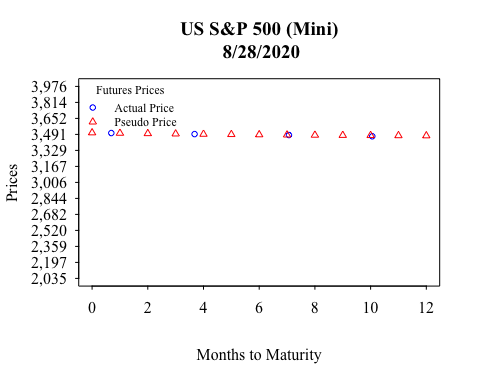 US S&P 500 (Mini)
8/28/2020
Futures Prices
Actual Price
Pseudo Price
Prices
3,976
3,814
3,652
3,491
3,329
3,167
3,006
2,844
2,682
2,520
2,359
2,197
2,035
0 2 4 6 8 10 12
Months to Maturity